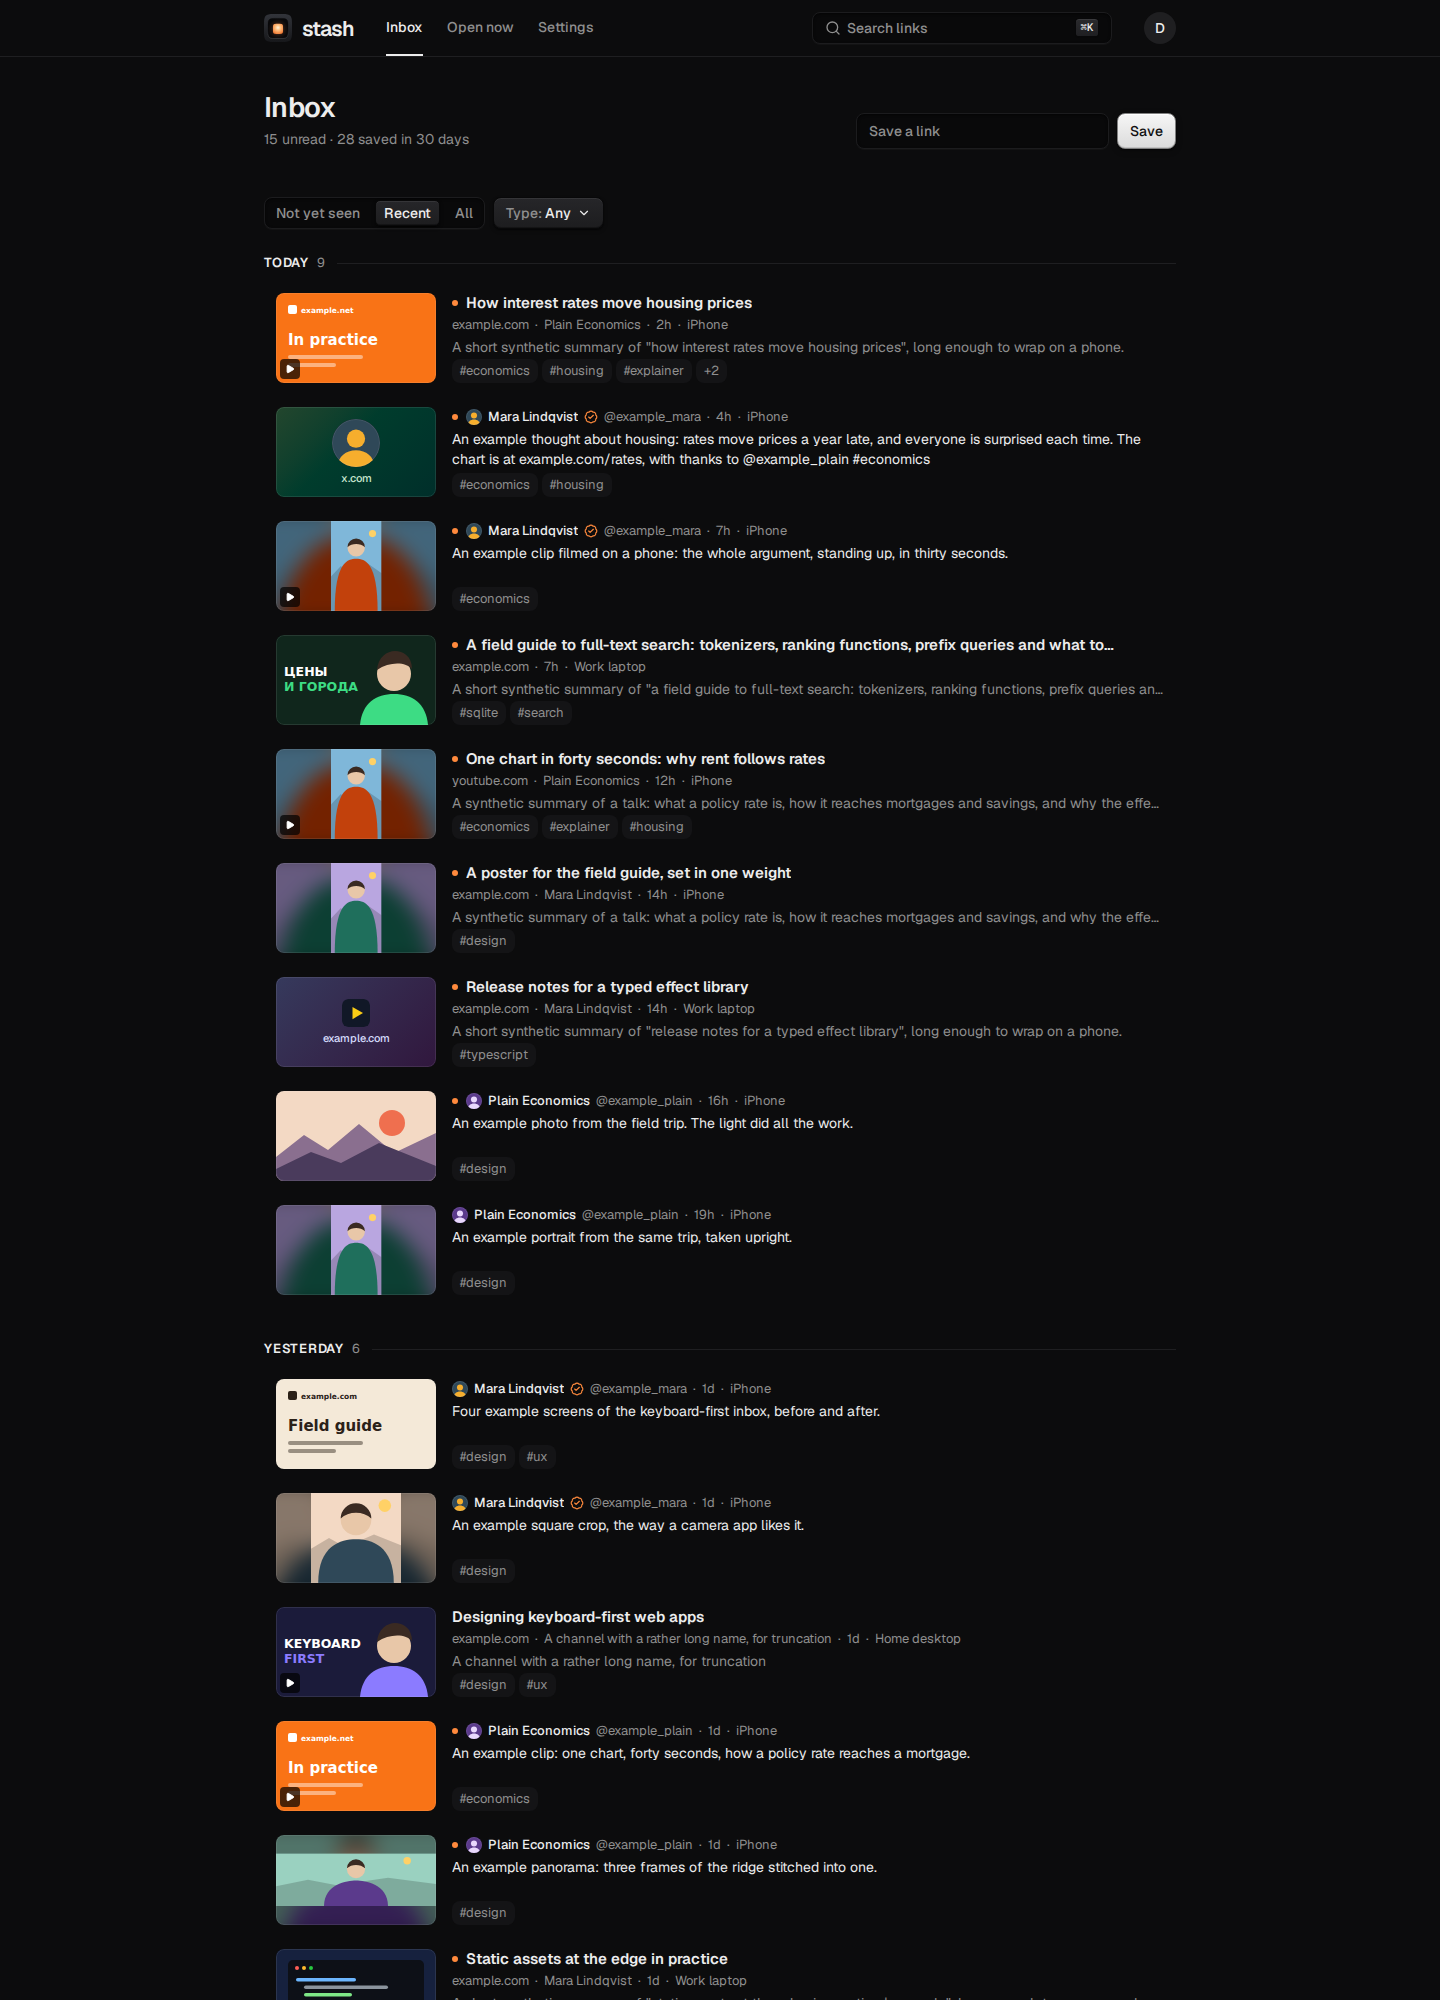 stash
Inbox
Open now
Settings
Search links
⌘K
D
Inbox
15 unread · 28 saved in 30 days
Save a link
Save
Not yet seen
Recent
All
Type: Any
TODAY 9
example.net
In practice
How interest rates move housing prices
example.com · Plain Economics · 2h · iPhone
A short synthetic summary of "how interest rates move housing prices", long enough to wrap on a phone.
#economics #housing #explainer +2
x.com
Mara Lindqvist @example_mara · 4h · iPhone
An example thought about housing: rates move prices a year late, and everyone is surprised each time. The
chart is at example.com/rates, with thanks to @example_plain #economics
#economics #housing
Mara Lindqvist @example_mara · 7h · iPhone
An example clip filmed on a phone: the whole argument, standing up, in thirty seconds.
#economics
ЦЕНЫ
И ГОРОДА
A field guide to full-text search: tokenizers, ranking functions, prefix queries and what to…
example.com · 7h · Work laptop
A short synthetic summary of "a field guide to full-text search: tokenizers, ranking functions, prefix queries an…
#sqlite #search
One chart in forty seconds: why rent follows rates
youtube.com · Plain Economics · 12h · iPhone
A synthetic summary of a talk: what a policy rate is, how it reaches mortgages and savings, and why the effe…
#economics #explainer #housing
A poster for the field guide, set in one weight
example.com · Mara Lindqvist · 14h · iPhone
A synthetic summary of a talk: what a policy rate is, how it reaches mortgages and savings, and why the effe…
#design
example.com
Release notes for a typed effect library
example.com · Mara Lindqvist · 14h · Work laptop
A short synthetic summary of "release notes for a typed effect library", long enough to wrap on a phone.
#typescript
Plain Economics @example_plain · 16h · iPhone
An example photo from the field trip. The light did all the work.
#design
Plain Economics @example_plain · 19h · iPhone
An example portrait from the same trip, taken upright.
#design
YESTERDAY 6
example.com
Field guide
Mara Lindqvist @example_mara · 1d · iPhone
Four example screens of the keyboard-first inbox, before and after.
#design #ux
Mara Lindqvist @example_mara · 1d · iPhone
An example square crop, the way a camera app likes it.
#design
KEYBOARD
FIRST
Designing keyboard-first web apps
example.com · A channel with a rather long name, for truncation · 1d · Home desktop
A channel with a rather long name, for truncation
#design #ux
example.net
In practice
Plain Economics @example_plain · 1d · iPhone
An example clip: one chart, forty seconds, how a policy rate reaches a mortgage.
#economics
Plain Economics @example_plain · 1d · iPhone
An example panorama: three frames of the ridge stitched into one.
#design
Static assets at the edge in practice
example.com · Mara Lindqvist · 1d · Work laptop